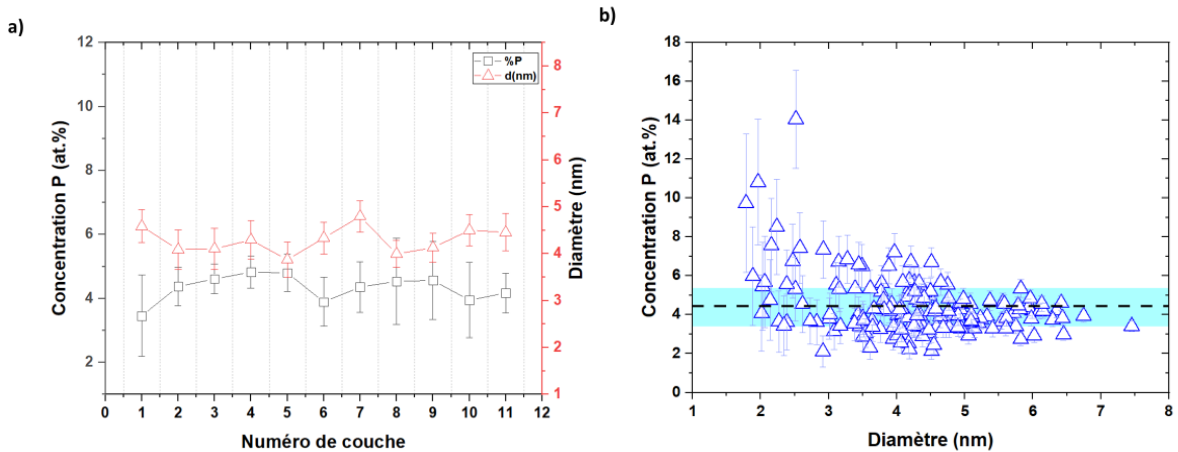 a)
12
10
8
6
4
2
Concentration P (at.%)
%P
d(nm)
8
7
6
5
4
3
2
1
Diamètre (nm)
0 1 2 3 4 5 6 7 8 9 10 11 12
Numéro de couche
b)
18
16
14
12
10
8
6
4
2
0
Concentration P (at.%)
1 2 3 4 5 6 7 8
Diamètre (nm)